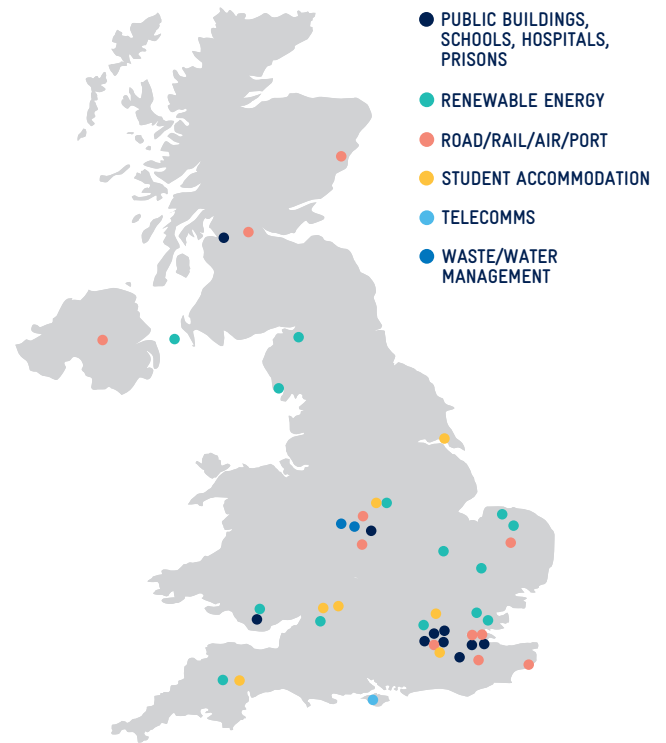 PUBLIC BUILDINGS,
SCHOOLS, HOSPITALS,
PRISONS
RENEWABLE ENERGY
ROAD/RAIL/AIR/PORT
STUDENT ACCOMMODATION
TELECOMMS
WASTE/WATER
MANAGEMENT